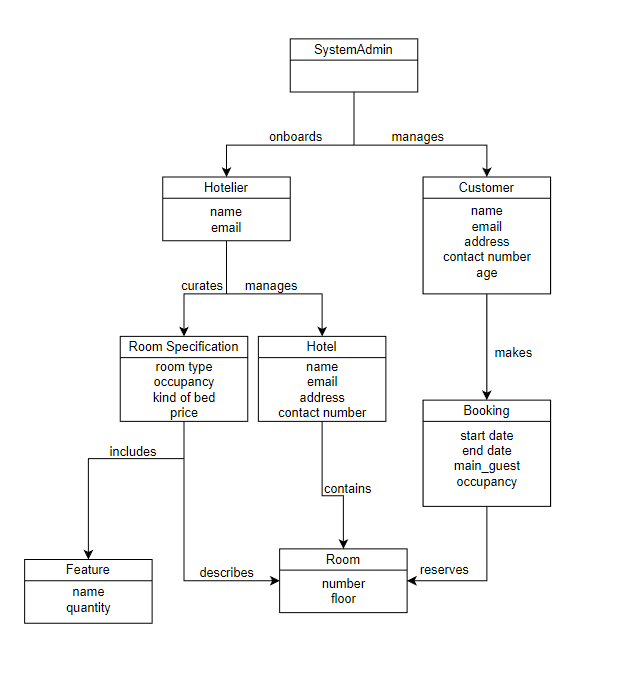 SystemAdmin
onboards
manages
Hotelier
name
email
Customer
name
email
address
contact number
age
curates
manages
Room Specification
room type
occupancy
kind of bed
price
Hotel
name
email
address
contact number
makes
Booking
start date
end date
main_guest
occupancy
includes
contains
Feature
name
quantity
describes
Room
number
floor
reserves